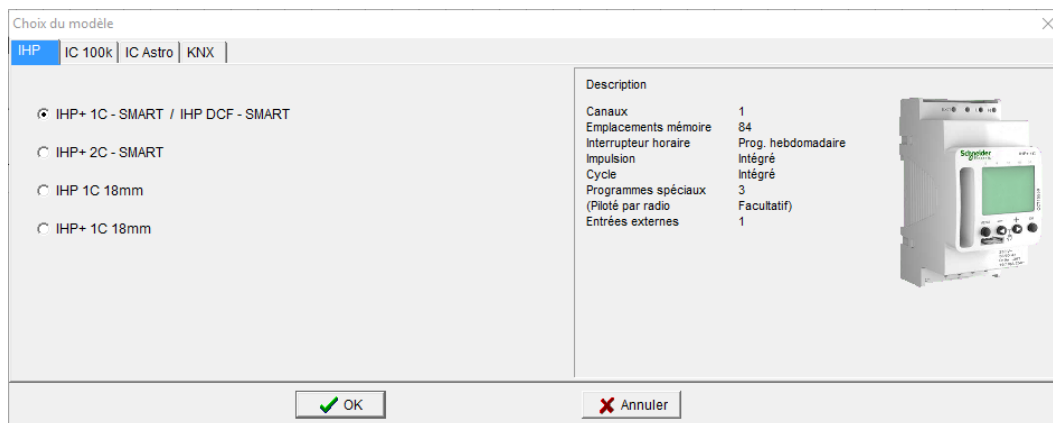 Choix du modèle
IHP
IC 100k
IC Astro
KNX
IHP+ 1C - SMART / IHP DCF - SMART
IHP+ 2C - SMART
IHP 1C 18mm
IHP+ 1C 18mm
Description
Canaux 1
Emplacements mémoire 84
Interrupteur horaire Prog. hebdomadaire
Impulsion Intégré
Cycle Intégré
Programmes spéciaux 3
(Piloté par radio Facultatif)
Entrées externes 1
Schneider
OK
Annuler